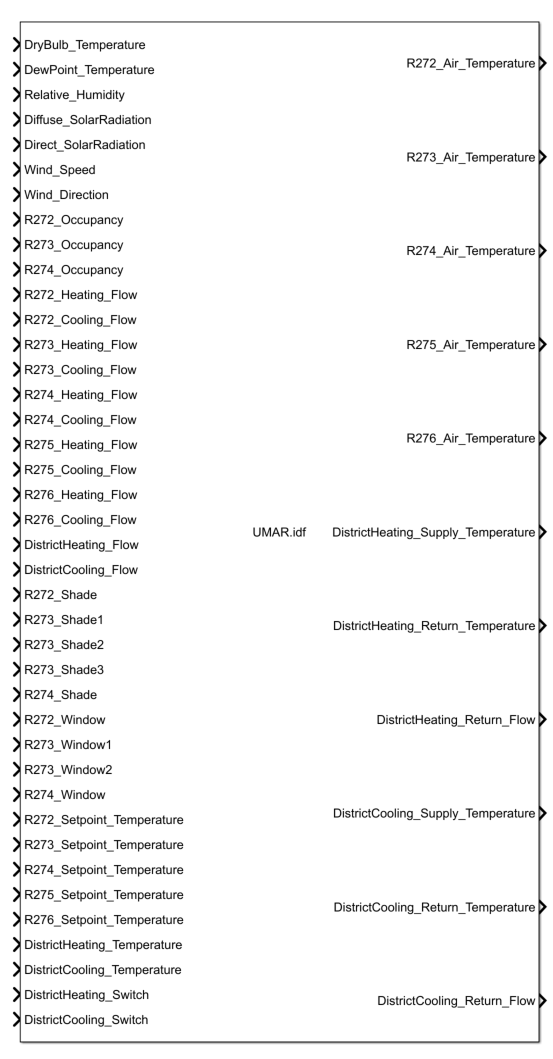 DryBulb_Temperature
DewPoint_Temperature
Relative_Humidity
Diffuse_SolarRadiation
Direct_SolarRadiation
Wind_Speed
Wind_Direction
R272_Occupancy
R273_Occupancy
R274_Occupancy
R272_Heating_Flow
R272_Cooling_Flow
R273_Heating_Flow
R273_Cooling_Flow
R274_Heating_Flow
R274_Cooling_Flow
R275_Heating_Flow
R275_Cooling_Flow
R276_Heating_Flow
R276_Cooling_Flow
DistrictHeating_Flow
DistrictCooling_Flow
R272_Shade
R273_Shade1
R273_Shade2
R273_Shade3
R274_Shade
R272_Window
R273_Window1
R273_Window2
R274_Window
R272_Setpoint_Temperature
R273_Setpoint_Temperature
R274_Setpoint_Temperature
R275_Setpoint_Temperature
R276_Setpoint_Temperature
DistrictHeating_Temperature
DistrictCooling_Temperature
DistrictHeating_Switch
DistrictCooling_Switch
UMAR.idf
R272_Air_Temperature
R273_Air_Temperature
R274_Air_Temperature
R275_Air_Temperature
R276_Air_Temperature
DistrictHeating_Supply_Temperature
DistrictHeating_Return_Temperature
DistrictHeating_Return_Flow
DistrictCooling_Supply_Temperature
DistrictCooling_Return_Temperature
DistrictCooling_Return_Flow